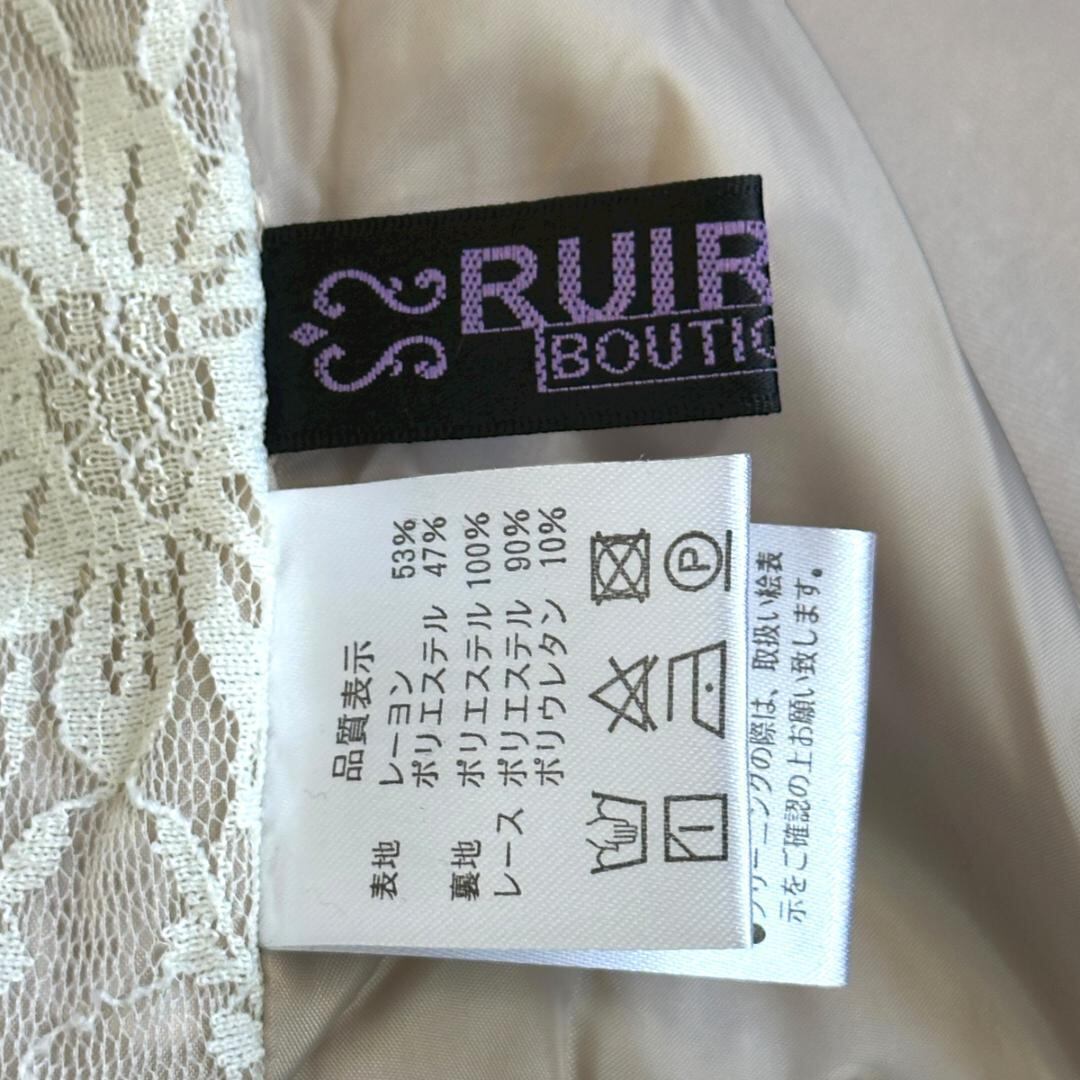 RUIR
BOUTIQ
品質表示
表地 レーヨン 53%
ポリエステル 47%
裏地 ポリエステル 100%
レース ポリエステル 90%
ポリウレタン 10%
P
クリーニングの際は、取扱い絵表
示をご確認の上お願い致します。